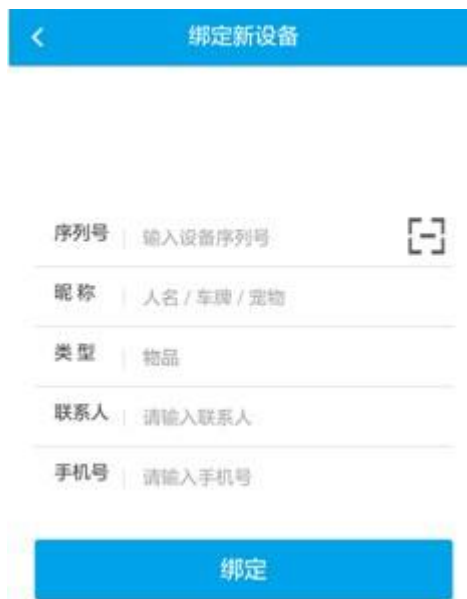 绑定新设备
序列号 输入设备序列号
昵称 人名 / 车牌 / 宠物
类型 物品
联系人 请输入联系人
手机号 请输入手机号
绑定